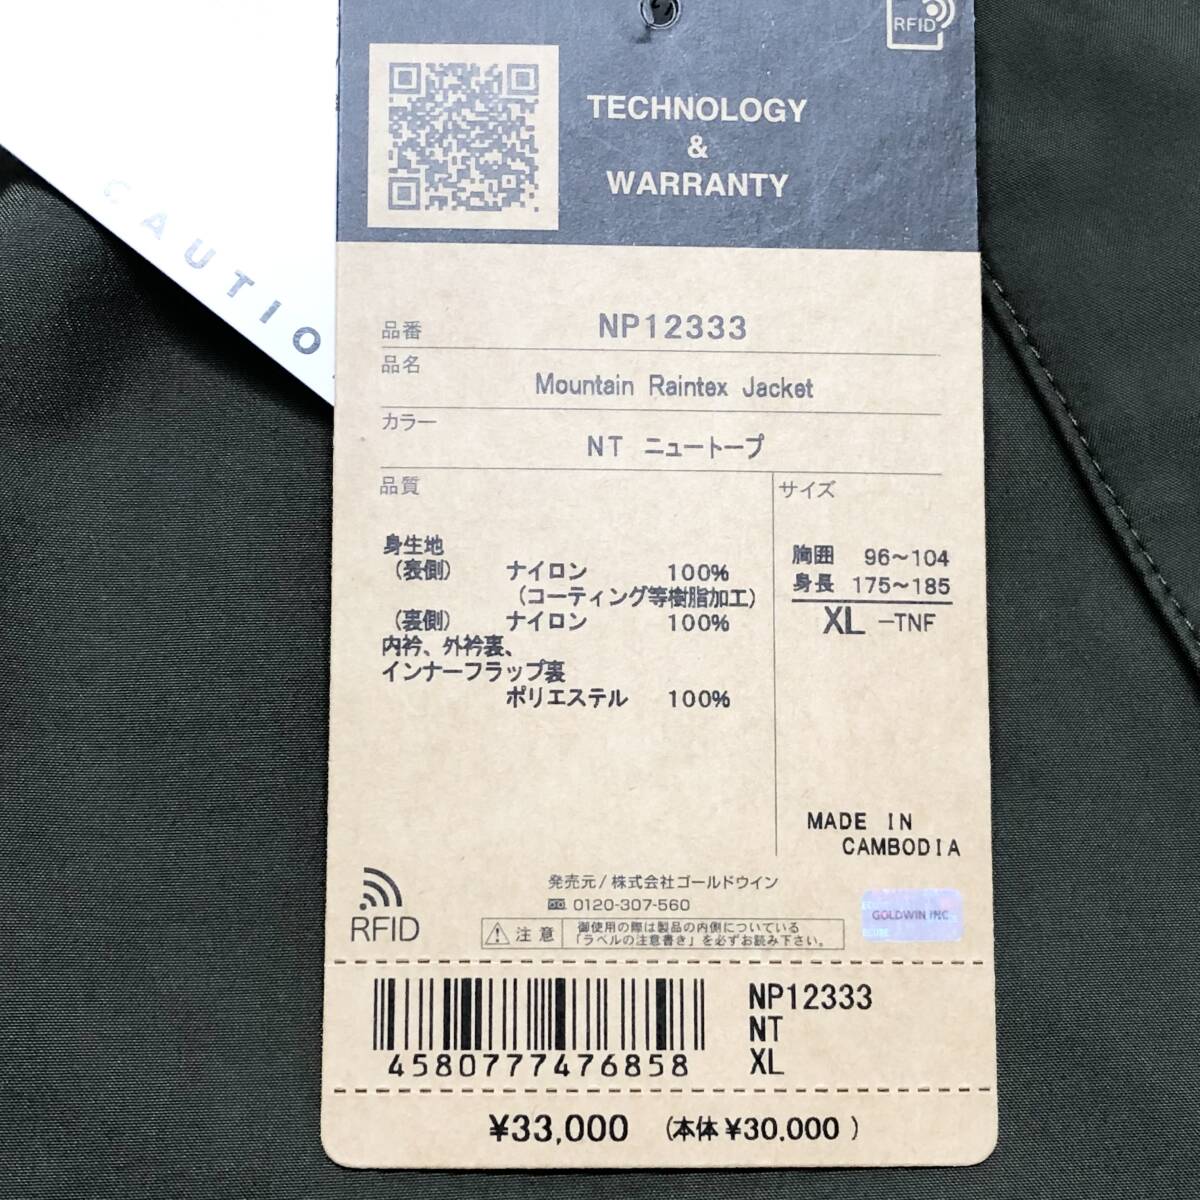 CAUTIO
RFID
TECHNOLOGY
&
WARRANTY
品番 NP12333
品名 Mountain Raintex Jacket
カラー NT ニュートープ
品質
身生地
(表側) ナイロン 100%
(コーティング等樹脂加工)
(裏側) ナイロン 100%
内衿、外衿裏、
インナーフラップ裏
ポリエステル 100%
サイズ
胸囲 96~104
身長 175~185
XL -TNF
MADE IN
CAMBODIA
RFID
発売元/株式会社ゴールドウイン
0120-307-560
注意
御使用の際は製品の内側についている
「ラベルの注意書き」を必ずお読み下さい。
GOLDWIN INC
4580777476858
NP12333
NT
XL
¥33,000 (本体¥30,000)